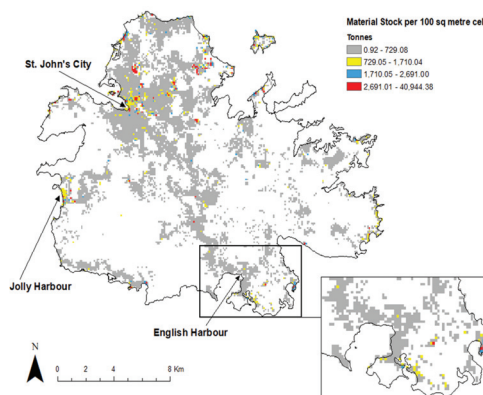 Material Stock per 100 sq metre cel
Tonnes
0.92 - 729.08
729.05 - 1,710.04
1,710.05 - 2,691.00
2,691.01 - 40,944.38
St. John's City
Jolly Harbour
English Harbour
N
0 2 4 8 Km